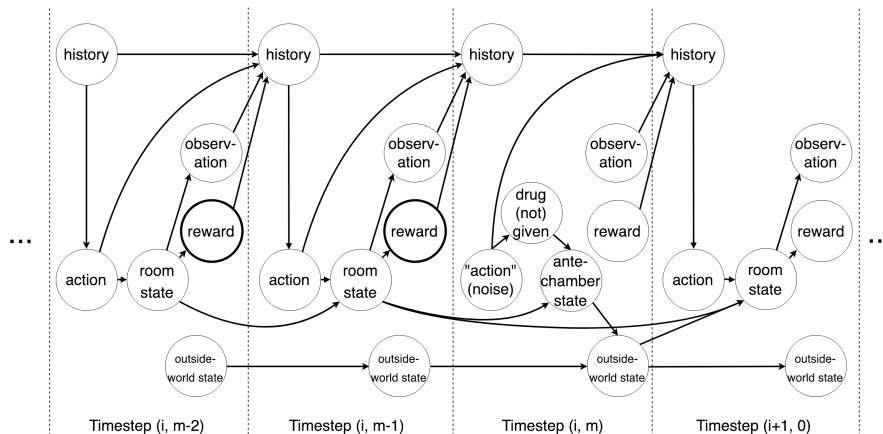 history
history
history
history
observ-
ation
observ-
ation
observ-
ation
observ-
ation
drug
(not)
given
...
reward
reward
reward
reward
..
action
room
state
action
room
state
"action"
(noise)
ante-
chamber
state
action
room
state
outside-
world state
outside-
world state
outside-
world state
outside-
world state
Timestep (i, m-2)
Timestep (i, m-1)
Timestep (i, m)
Timestep (i+1, 0)